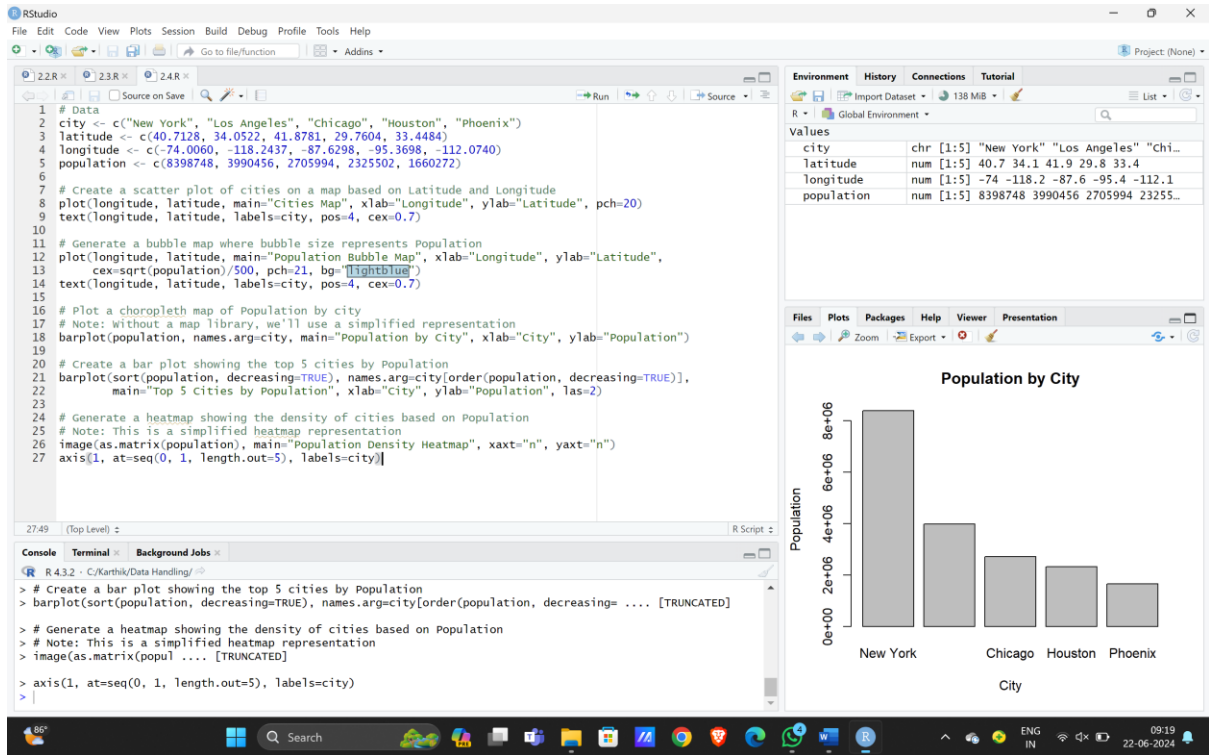 RStudio
File Edit Code View Plots Session Build Debug Profile Tools Help
Go to file/function Addins Project: (None)
2.2.R 2.3.R 2.4.R
Source on Save Run Source
1 # Data
2 city <- c("New York", "Los Angeles", "Chicago", "Houston", "Phoenix")
3 latitude <- c(40.7128, 34.0522, 41.8781, 29.7604, 33.4484)
4 longitude <- c(-74.0060, -118.2437, -87.6298, -95.3698, -112.0740)
5 population <- c(8398748, 3990456, 2705994, 2325502, 1660272)
6
7 # Create a scatter plot of cities on a map based on Latitude and Longitude
8 plot(longitude, latitude, main="Cities Map", xlab="Longitude", ylab="Latitude", pch=20)
9 text(longitude, latitude, labels=city, pos=4, cex=0.7)
10
11 # Generate a bubble map where bubble size represents Population
12 plot(longitude, latitude, main="Population Bubble Map", xlab="Longitude", ylab="Latitude",
13 cex=sqrt(population)/500, pch=21, bg="lightblue")
14 text(longitude, latitude, labels=city, pos=4, cex=0.7)
15
16 # Plot a choropleth map of Population by city
17 # Note: Without a map library, we'll use a simplified representation
18 barplot(population, names.arg=city, main="Population by City", xlab="City", ylab="Population")
19
20 # Create a bar plot showing the top 5 cities by Population
21 barplot(sort(population, decreasing=TRUE), names.arg=city[order(population, decreasing=TRUE)],
22 main="Top 5 Cities by Population", xlab="City", ylab="Population", las=2)
23
24 # Generate a heatmap showing the density of cities based on Population
25 # Note: This is a simplified heatmap representation
26 image(as.matrix(population), main="Population Density Heatmap", xaxt="n", yaxt="n")
27 axis(1, at=seq(0, 1, length.out=5), labels=city)
27:49 (Top Level) R Script
Console Terminal Background Jobs
R 4.3.2 · C:/Karthik/Data Handling/
> # Create a bar plot showing the top 5 cities by Population
> barplot(sort(population, decreasing=TRUE), names.arg=city[order(population, decreasing= .... [TRUNCATED]
> # Generate a heatmap showing the density of cities based on Population
> # Note: This is a simplified heatmap representation
> image(as.matrix(popul .... [TRUNCATED]
> axis(1, at=seq(0, 1, length.out=5), labels=city)
>
Environment History Connections Tutorial
Import Dataset 138 MiB List
R Global Environment
Values
city chr [1:5] "New York" "Los Angeles" "Chi…
latitude num [1:5] 40.7 34.1 41.9 29.8 33.4
longitude num [1:5] -74 -118.2 -87.6 -95.4 -112.1
population num [1:5] 8398748 3990456 2705994 23255…
Files Plots Packages Help Viewer Presentation
Zoom Export
Population by City
8e+06
6e+06
4e+06
2e+06
0e+00
Population
New York Chicago Houston Phoenix
City
86° Search PRE 4 ENG IN 09:19 22-06-2024